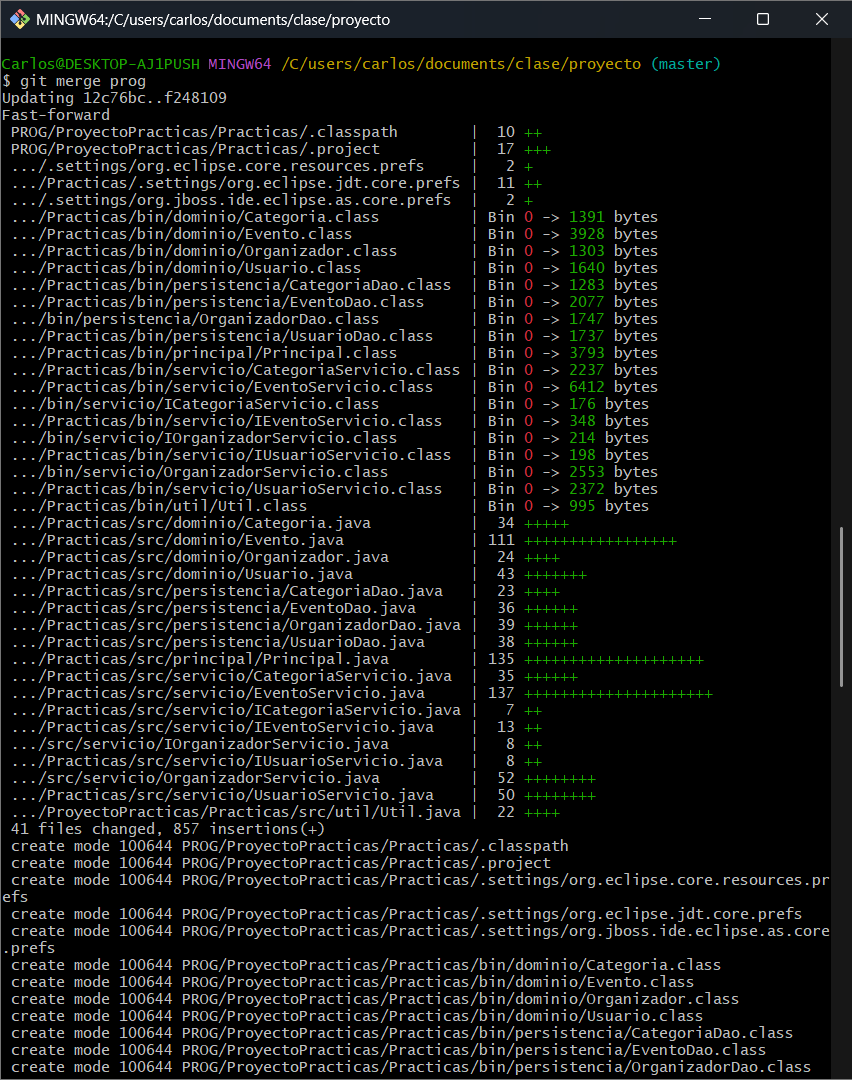 MINGW64:/C/users/carlos/documents/clase/proyecto
Carlos@DESKTOP-AJ1PUSH MINGW64 /C/users/carlos/documents/clase/proyecto (master)
$ git merge prog
Updating 12c76bc..f248109
Fast-forward
 PROG/ProyectoPracticas/Practicas/.classpath        |  10 ++
 PROG/ProyectoPracticas/Practicas/.project          |  17 +++
 .../.settings/org.eclipse.core.resources.prefs     |   2 +
 .../Practicas/.settings/org.eclipse.jdt.core.prefs |  11 ++
 .../.settings/org.jboss.ide.eclipse.as.core.prefs  |   2 +
 .../Practicas/bin/dominio/Categoria.class          | Bin 0 -> 1391 bytes
 .../Practicas/bin/dominio/Evento.class             | Bin 0 -> 3928 bytes
 .../Practicas/bin/dominio/Organizador.class        | Bin 0 -> 1303 bytes
 .../Practicas/bin/dominio/Usuario.class            | Bin 0 -> 1640 bytes
 .../Practicas/bin/persistencia/CategoriaDao.class  | Bin 0 -> 1283 bytes
 .../Practicas/bin/persistencia/EventoDao.class     | Bin 0 -> 2077 bytes
 .../bin/persistencia/OrganizadorDao.class          | Bin 0 -> 1747 bytes
 .../Practicas/bin/persistencia/UsuarioDao.class    | Bin 0 -> 1737 bytes
 .../Practicas/bin/principal/Principal.class        | Bin 0 -> 3793 bytes
 .../Practicas/bin/servicio/CategoriaServicio.class | Bin 0 -> 2237 bytes
 .../Practicas/bin/servicio/EventoServicio.class    | Bin 0 -> 6412 bytes
 .../bin/servicio/ICategoriaServicio.class          | Bin 0 -> 176 bytes
 .../Practicas/bin/servicio/IEventoServicio.class   | Bin 0 -> 348 bytes
 .../bin/servicio/IOrganizadorServicio.class        | Bin 0 -> 214 bytes
 .../Practicas/bin/servicio/IUsuarioServicio.class  | Bin 0 -> 198 bytes
 .../bin/servicio/OrganizadorServicio.class         | Bin 0 -> 2553 bytes
 .../Practicas/bin/servicio/UsuarioServicio.class   | Bin 0 -> 2372 bytes
 .../Practicas/bin/util/Util.class                  | Bin 0 -> 995 bytes
 .../Practicas/src/dominio/Categoria.java           |  34 +++++
 .../Practicas/src/dominio/Evento.java              | 111 +++++++++++++++++
 .../Practicas/src/dominio/Organizador.java         |  24 ++++
 .../Practicas/src/dominio/Usuario.java             |  43 +++++++
 .../Practicas/src/persistencia/CategoriaDao.java   |  23 ++++
 .../Practicas/src/persistencia/EventoDao.java      |  36 ++++++
 .../Practicas/src/persistencia/OrganizadorDao.java |  39 ++++++
 .../Practicas/src/persistencia/UsuarioDao.java     |  38 ++++++
 .../Practicas/src/principal/Principal.java         | 135 ++++++++++++++++++++
 .../Practicas/src/servicio/CategoriaServicio.java  |  35 ++++++
 .../Practicas/src/servicio/EventoServicio.java     | 137 +++++++++++++++++++++
 .../Practicas/src/servicio/ICategoriaServicio.java |   7 ++
 .../Practicas/src/servicio/IEventoServicio.java    |  13 ++
 .../src/servicio/IOrganizadorServicio.java         |   8 ++
 .../Practicas/src/servicio/IUsuarioServicio.java   |   8 ++
 .../src/servicio/OrganizadorServicio.java          |  52 ++++++++
 .../Practicas/src/servicio/UsuarioServicio.java    |  50 ++++++++
 .../ProyectoPracticas/Practicas/src/util/Util.java |  22 ++++
 41 files changed, 857 insertions(+)
 create mode 100644 PROG/ProyectoPracticas/Practicas/.classpath
 create mode 100644 PROG/ProyectoPracticas/Practicas/.project
 create mode 100644 PROG/ProyectoPracticas/Practicas/.settings/org.eclipse.core.resources.pr
efs
 create mode 100644 PROG/ProyectoPracticas/Practicas/.settings/org.eclipse.jdt.core.prefs
 create mode 100644 PROG/ProyectoPracticas/Practicas/.settings/org.jboss.ide.eclipse.as.core
.prefs
 create mode 100644 PROG/ProyectoPracticas/Practicas/bin/dominio/Categoria.class
 create mode 100644 PROG/ProyectoPracticas/Practicas/bin/dominio/Evento.class
 create mode 100644 PROG/ProyectoPracticas/Practicas/bin/dominio/Organizador.class
 create mode 100644 PROG/ProyectoPracticas/Practicas/bin/dominio/Usuario.class
 create mode 100644 PROG/ProyectoPracticas/Practicas/bin/persistencia/CategoriaDao.class
 create mode 100644 PROG/ProyectoPracticas/Practicas/bin/persistencia/EventoDao.class
 create mode 100644 PROG/ProyectoPracticas/Practicas/bin/persistencia/OrganizadorDao.class